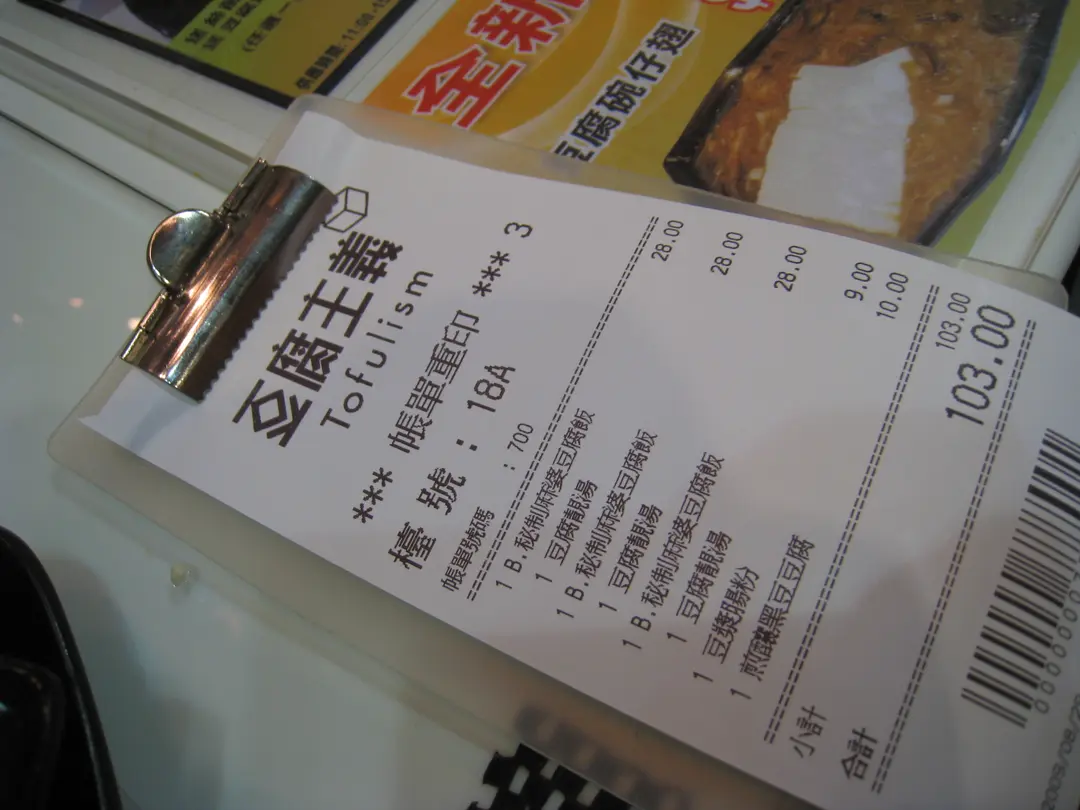 全新
豆腐碗仔翅
豆腐主義
Tofulism
*** 帳單重印 *** 3
檯 號 : 18A
帳單號碼 : 700
1 B.秘制麻婆豆腐飯 28.00
1 豆腐靚湯
1 B.秘制麻婆豆腐飯 28.00
1 豆腐靚湯
1 B.秘制麻婆豆腐飯 28.00
1 豆腐靚湯
1 豆漿腸粉 9.00
1 煎釀黑豆豆腐 10.00
小計 103.00
合計 103.00